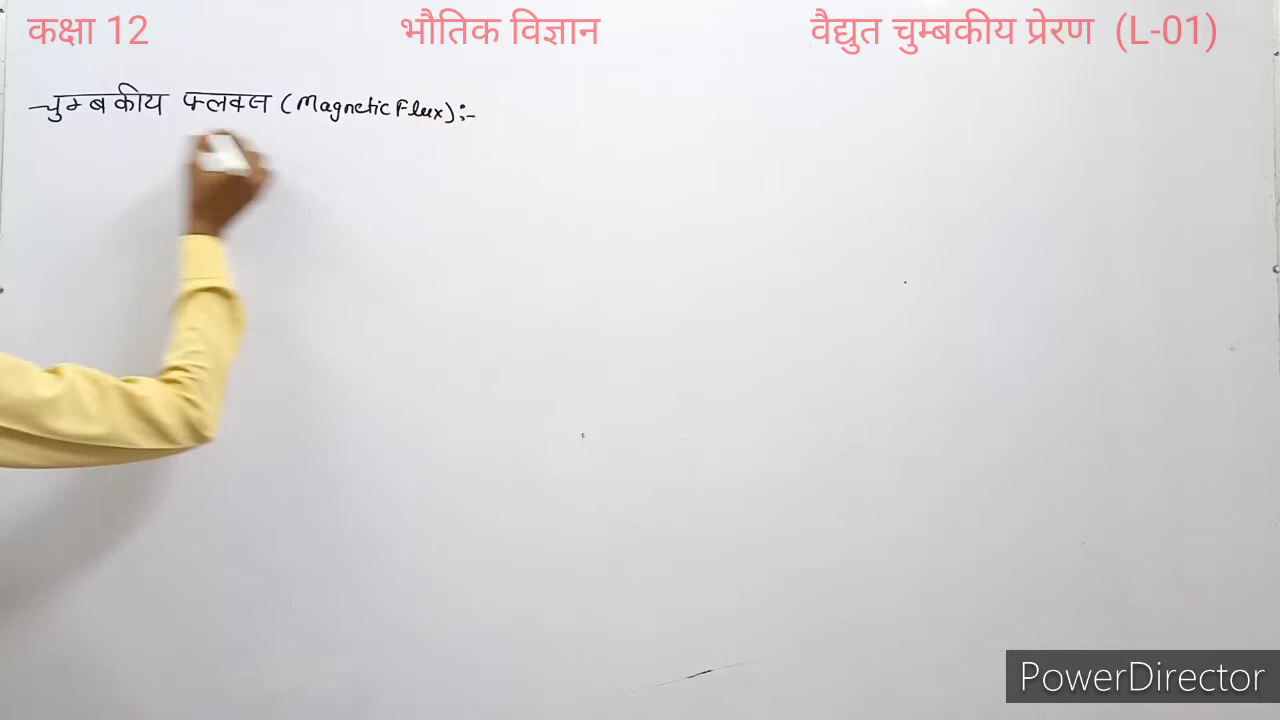 कक्षा 12 भौतिक विज्ञान वैद्युत चुम्बकीय प्रेरण (L-01)
चुम्बकीय फ्लक्स (Magnetic Flux):-
PowerDirector